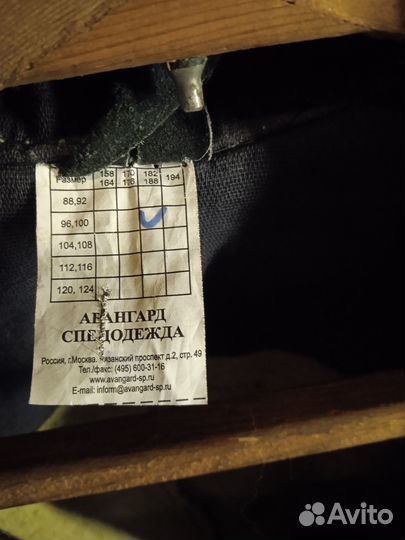 158 170 182 194
Размер 164 176 188
88,92
96,100
104,108
112,116
120, 124
АВАНГАРД
СПЕЦОДЕЖДА
Россия, г.Москва. Рязанский проспект д.2, стр. 49
Тел./факс: (495) 600-31-16
www.avangard-sp.ru
E-mail: inform@avangard-sp.ru
Avito